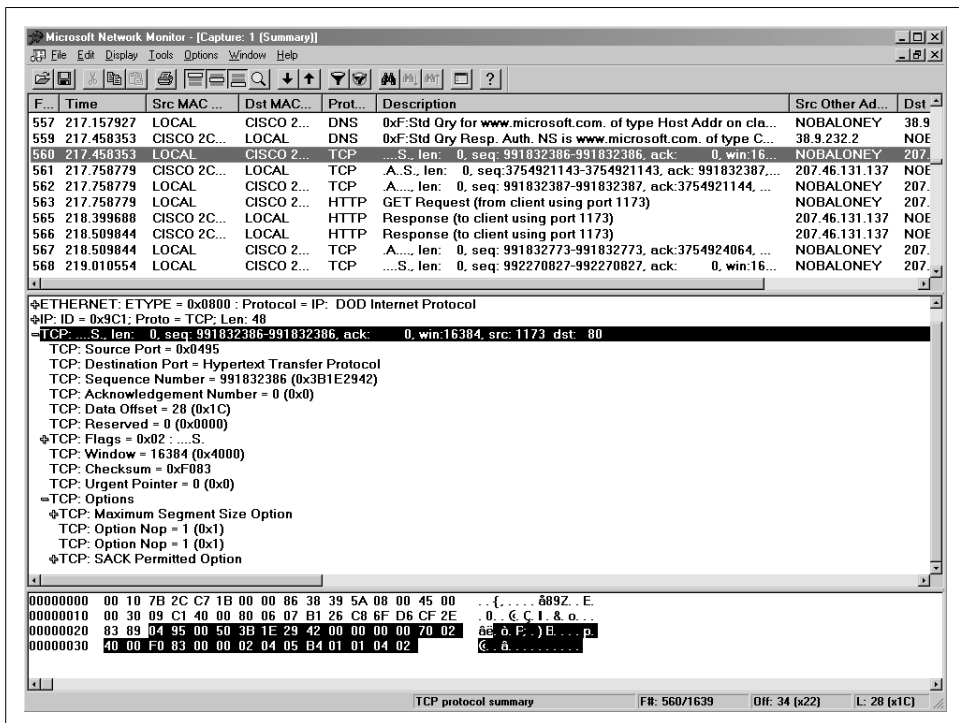 Microsoft Network Monitor - [Capture: 1 (Summary)]
File Edit Display Tools Options Window Help
F... Time Src MAC ... Dst MAC... Prot... Description Src Other Ad... Dst
557 217.157927 LOCAL CISCO 2... DNS 0xF:Std Qry for www.microsoft.com. of type Host Addr on cla... NOBALONEY 38.9
559 217.458353 CISCO 2C... LOCAL DNS 0xF:Std Qry Resp. Auth. NS is www.microsoft.com. of type C... 38.9.232.2 NOE
560 217.458353 LOCAL CISCO 2... TCP ....S., len: 0, seq: 991832386-991832386, ack: 0, win:16... NOBALONEY 207.
561 217.758779 CISCO 2C... LOCAL TCP .A..S., len: 0, seq:3754921143-3754921143, ack: 991832387,... 207.46.131.137 NOE
562 217.758779 LOCAL CISCO 2... TCP .A...., len: 0, seq: 991832387-991832387, ack:3754921144, ... NOBALONEY 207.
563 217.758779 LOCAL CISCO 2... HTTP GET Request (from client using port 1173) NOBALONEY 207.
565 218.399688 CISCO 2C... LOCAL HTTP Response (to client using port 1173) 207.46.131.137 NOE
566 218.509844 CISCO 2C... LOCAL HTTP Response (to client using port 1173) 207.46.131.137 NOE
567 218.509844 LOCAL CISCO 2... TCP .A...., len: 0, seq: 991832773-991832773, ack:3754924064, ... NOBALONEY 207.
568 219.010554 LOCAL CISCO 2... TCP ....S., len: 0, seq: 992270827-992270827, ack: 0, win:16... NOBALONEY 207.
ETHERNET: ETYPE = 0x0800 : Protocol = IP: DOD Internet Protocol
IP: ID = 0x9C1; Proto = TCP; Len: 48
TCP: ....S., len: 0, seq: 991832386-991832386, ack: 0, win:16384, src: 1173 dst: 80
TCP: Source Port = 0x0495
TCP: Destination Port = Hypertext Transfer Protocol
TCP: Sequence Number = 991832386 (0x3B1E2942)
TCP: Acknowledgement Number = 0 (0x0)
TCP: Data Offset = 28 (0x1C)
TCP: Reserved = 0 (0x0000)
TCP: Flags = 0x02 : ....S.
TCP: Window = 16384 (0x4000)
TCP: Checksum = 0xF083
TCP: Urgent Pointer = 0 (0x0)
TCP: Options
TCP: Maximum Segment Size Option
TCP: Option Nop = 1 (0x1)
TCP: Option Nop = 1 (0x1)
TCP: SACK Permitted Option
00000000 00 10 7B 2C C7 1B 00 00 86 38 39 5A 08 00 45 00 ..{,....å89Z..E.
00000010 00 30 09 C1 40 00 80 06 07 B1 26 C8 6F D6 CF 2E
00000020 83 89 04 95 00 50 3B 1E 29 42 00 00 00 00 70 02
00000030 40 00 F0 83 00 00 02 04 05 B4 01 01 04 02
TCP protocol summary F#: 560/1639 Off: 34 (x22) L: 28 (x1C)